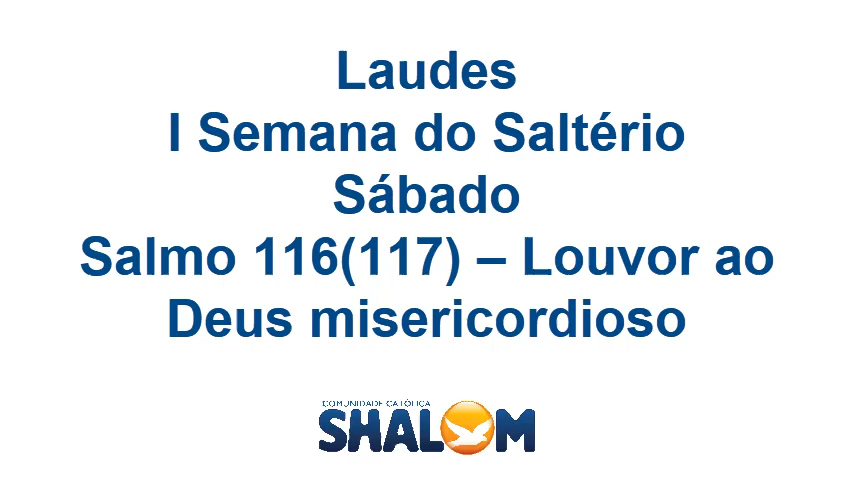 Laudes
I Semana do Saltério
Sábado
Salmo 116(117) – Louvor ao
Deus misericordioso
COMUNIDADE CATÓLICA
SHALOM